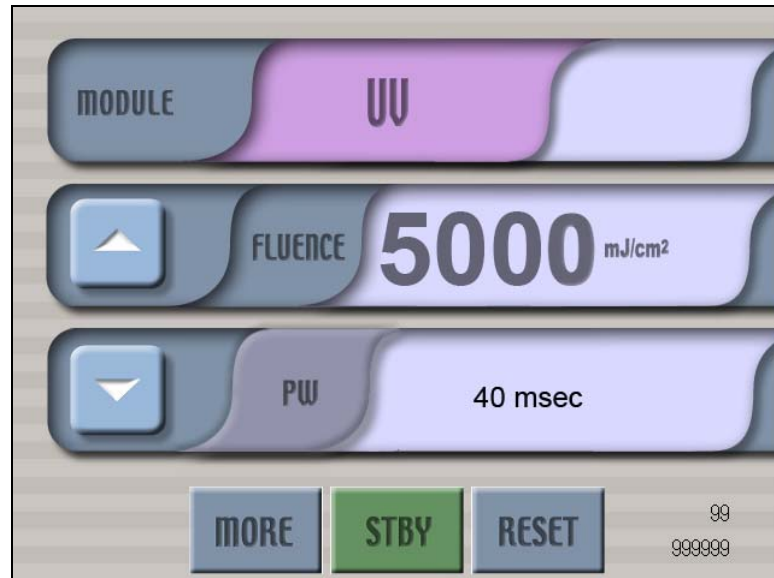 MODULE UV
FLUENCE 5000 mJ/cm²
PW 40 msec
MORE STBY RESET 99
999999